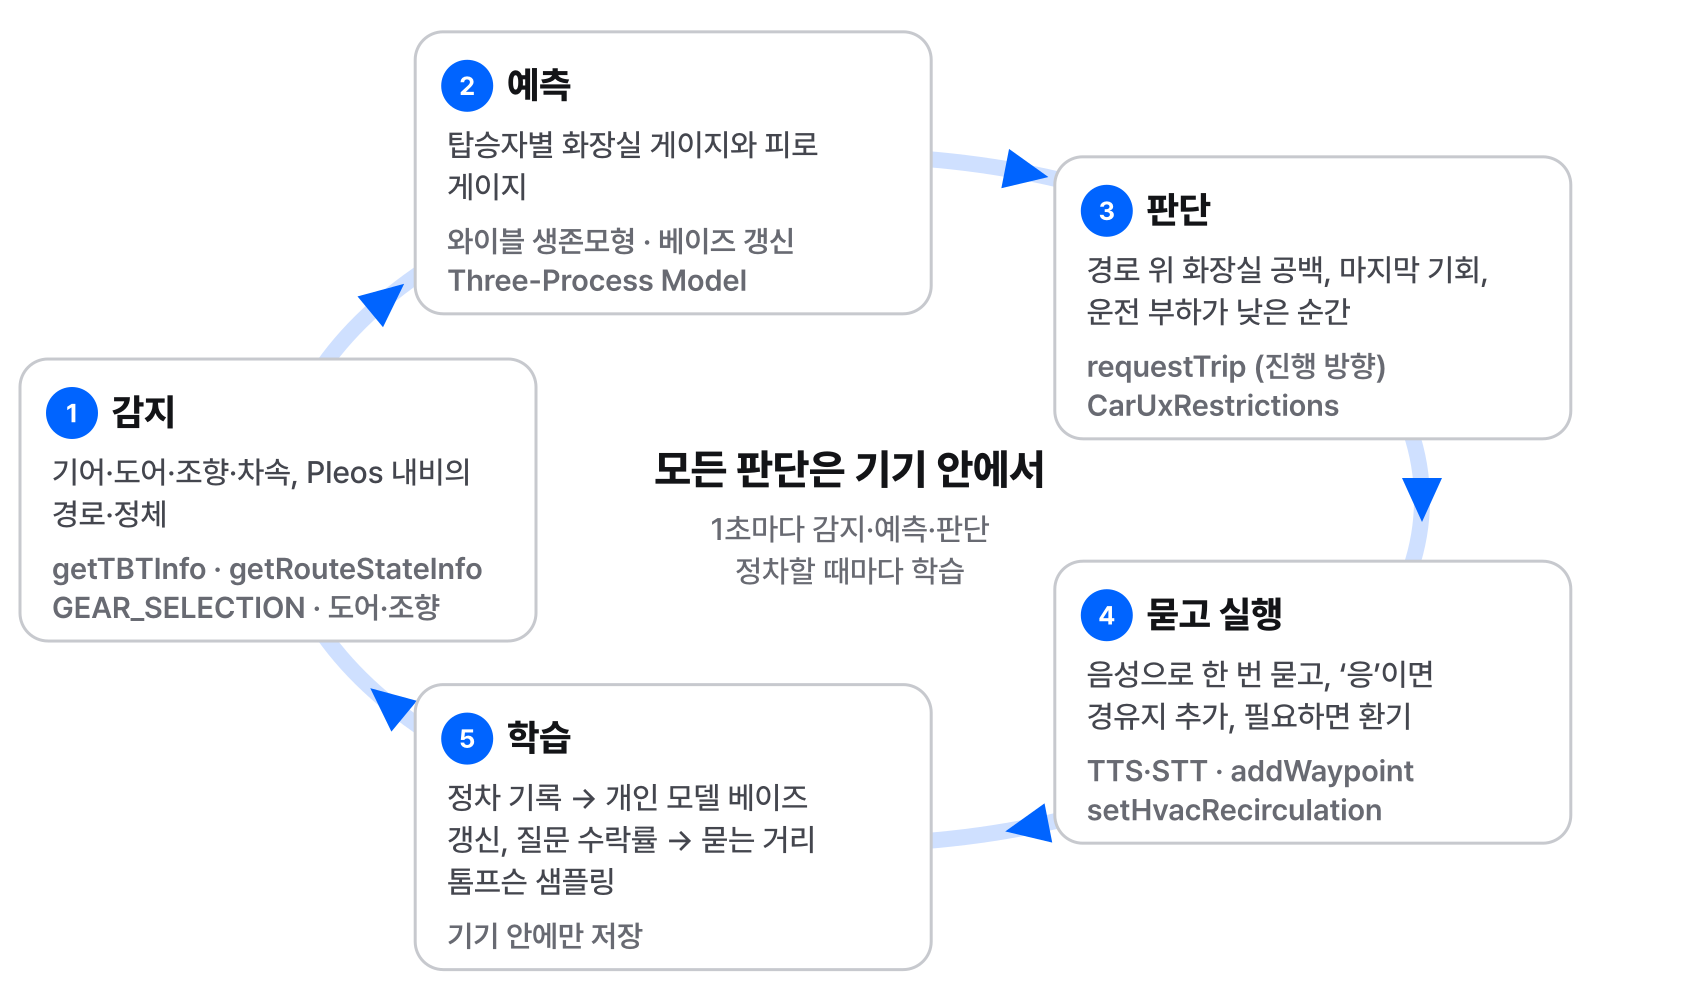 1 감지
기어·도어·조향·차속, Pleos 내비의
경로·정체
getTBTInfo · getRouteStateInfo
GEAR_SELECTION · 도어·조향
2 예측
탑승자별 화장실 게이지와 피로
게이지
와이블 생존모형 · 베이즈 갱신
Three-Process Model
3 판단
경로 위 화장실 공백, 마지막 기회,
운전 부하가 낮은 순간
requestTrip (진행 방향)
CarUxRestrictions
4 묻고 실행
음성으로 한 번 묻고, ‘응’이면
경유지 추가, 필요하면 환기
TTS·STT · addWaypoint
setHvacRecirculation
5 학습
정차 기록 → 개인 모델 베이즈
갱신, 질문 수락률 → 묻는 거리
톰프슨 샘플링
기기 안에만 저장
모든 판단은 기기 안에서
1초마다 감지·예측·판단
정차할 때마다 학습